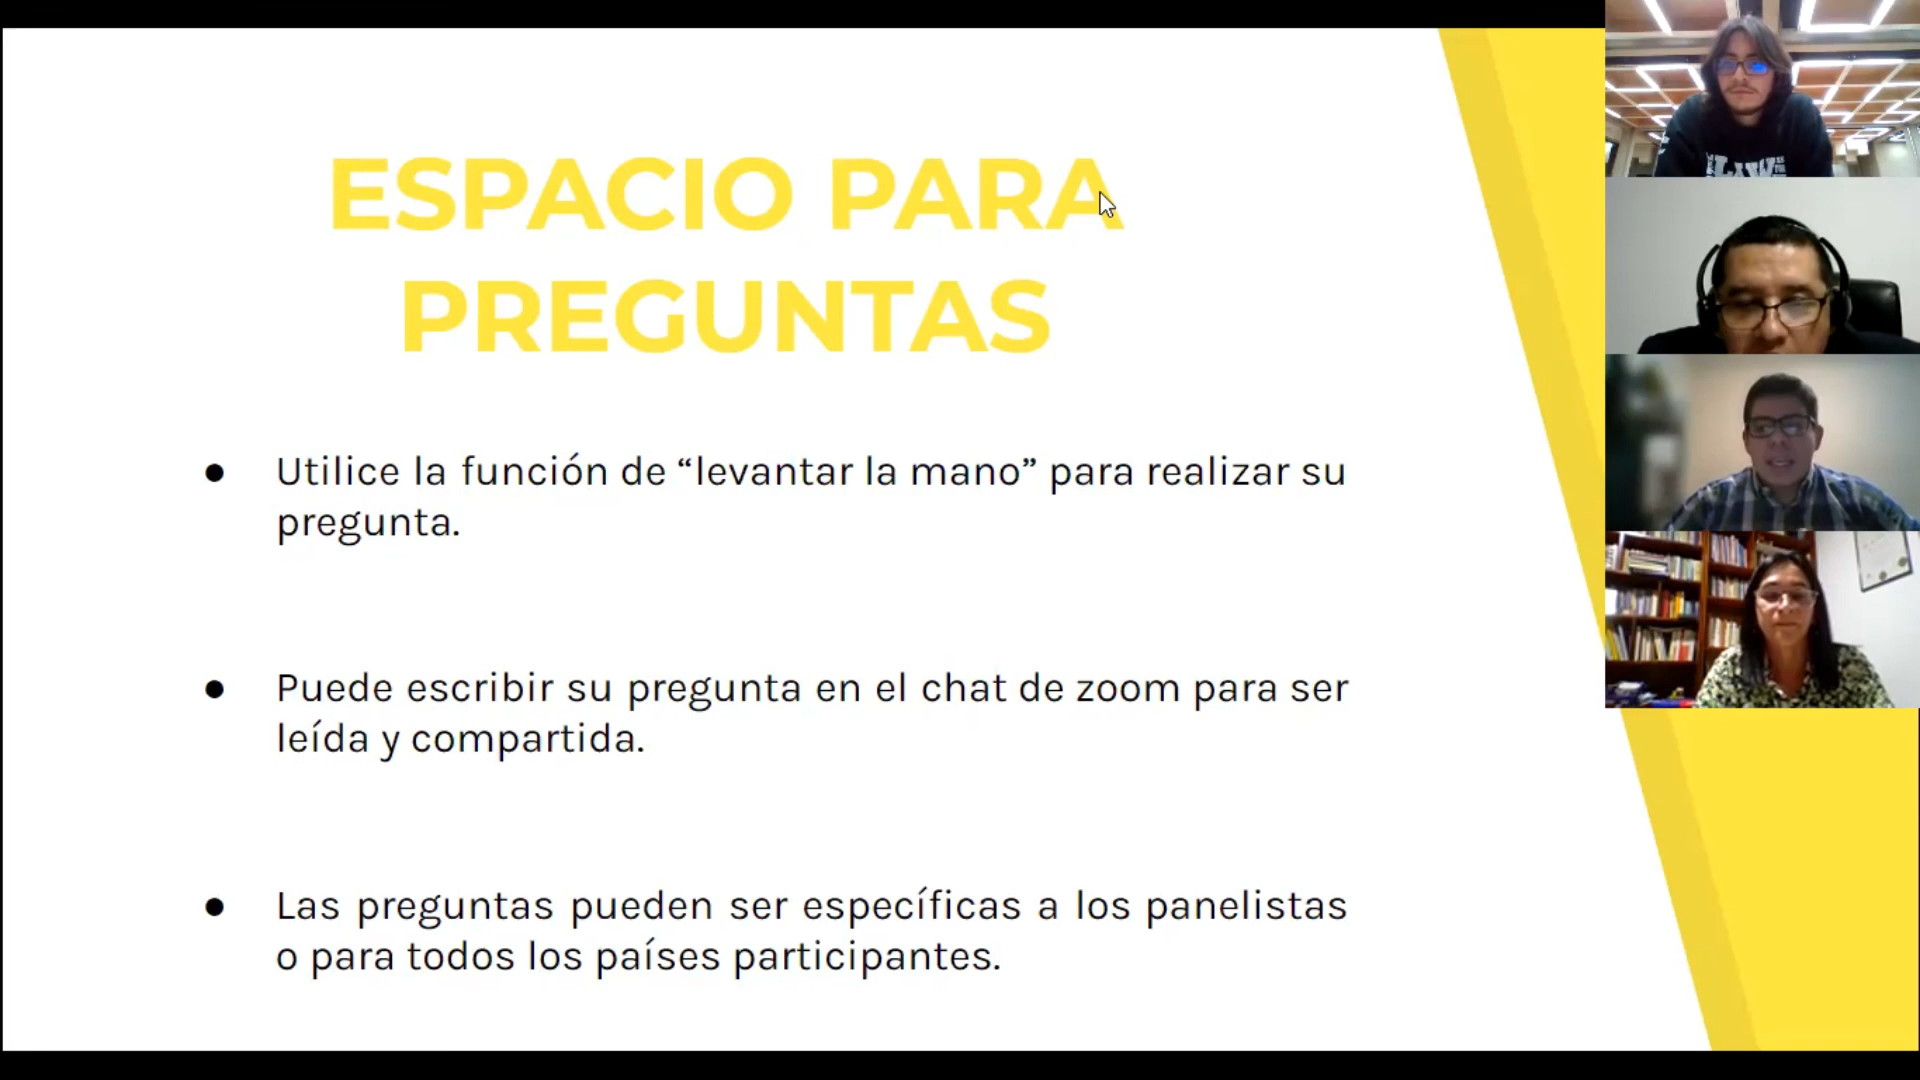 ESPACIO PARA
PREGUNTAS
● Utilice la función de “levantar la mano” para realizar su
pregunta.
● Puede escribir su pregunta en el chat de zoom para ser
leída y compartida.
● Las preguntas pueden ser específicas a los panelistas
o para todos los países participantes.
LAW